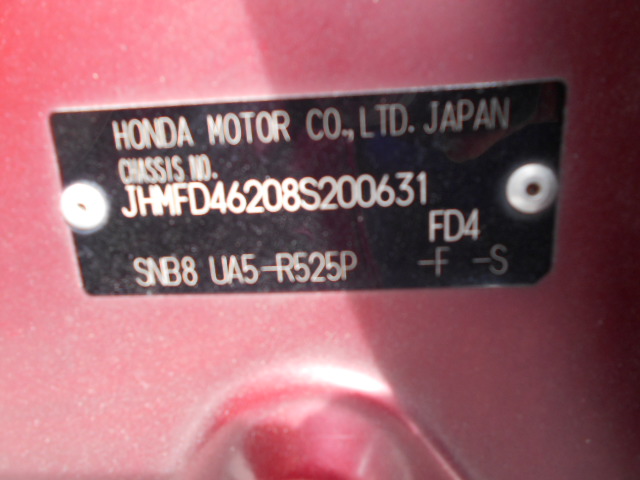 HONDA MOTOR CO., LTD. JAPAN
CHASSIS NO.
JHMFD46208S200631
FD4
SNB8 UA5-R525P -F -S